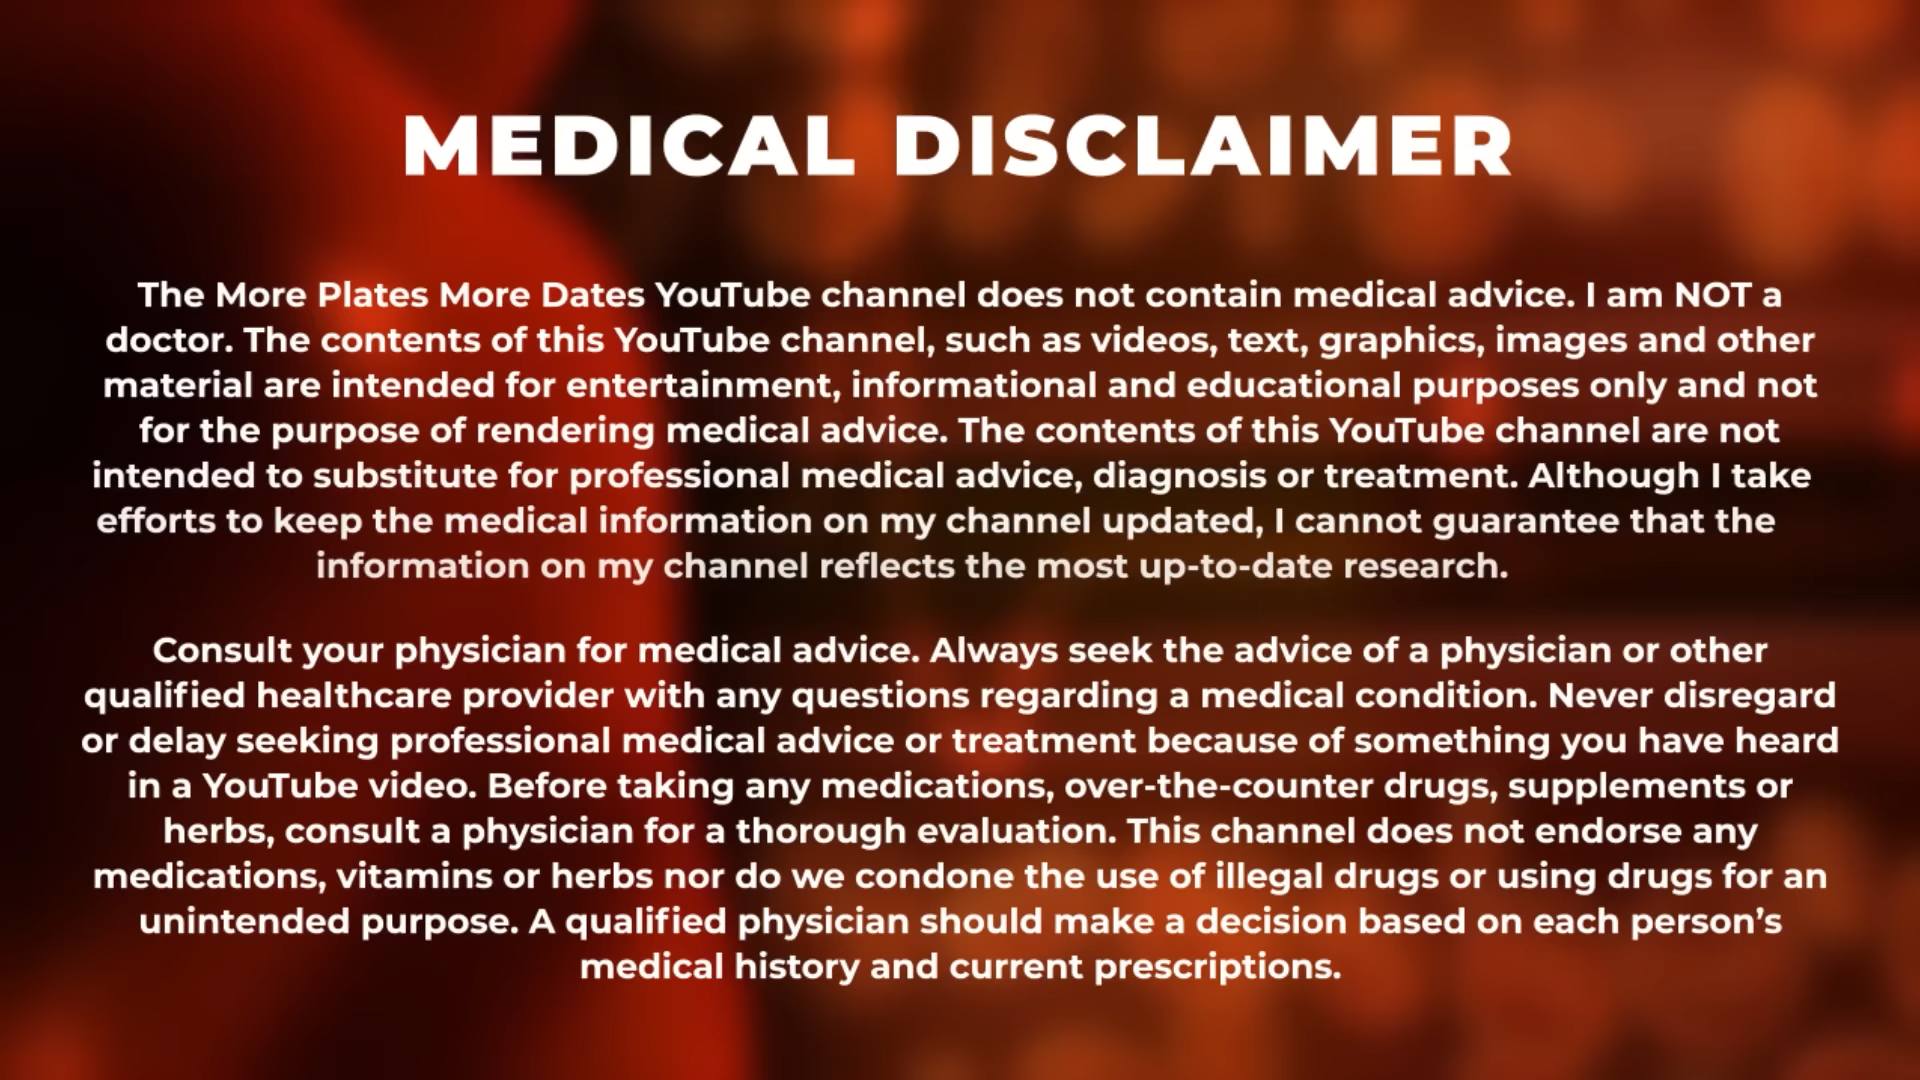 MEDICAL DISCLAIMER
The More Plates More Dates YouTube channel does not contain medical advice. I am NOT a
doctor. The contents of this YouTube channel, such as videos, text, graphics, images and other
material are intended for entertainment, informational and educational purposes only and not
for the purpose of rendering medical advice. The contents of this YouTube channel are not
intended to substitute for professional medical advice, diagnosis or treatment. Although I take
efforts to keep the medical information on my channel updated, I cannot guarantee that the
information on my channel reflects the most up-to-date research.
Consult your physician for medical advice. Always seek the advice of a physician or other
qualified healthcare provider with any questions regarding a medical condition. Never disregard
or delay seeking professional medical advice or treatment because of something you have heard
in a YouTube video. Before taking any medications, over-the-counter drugs, supplements or
herbs, consult a physician for a thorough evaluation. This channel does not endorse any
medications, vitamins or herbs nor do we condone the use of illegal drugs or using drugs for an
unintended purpose. A qualified physician should make a decision based on each person’s
medical history and current prescriptions.